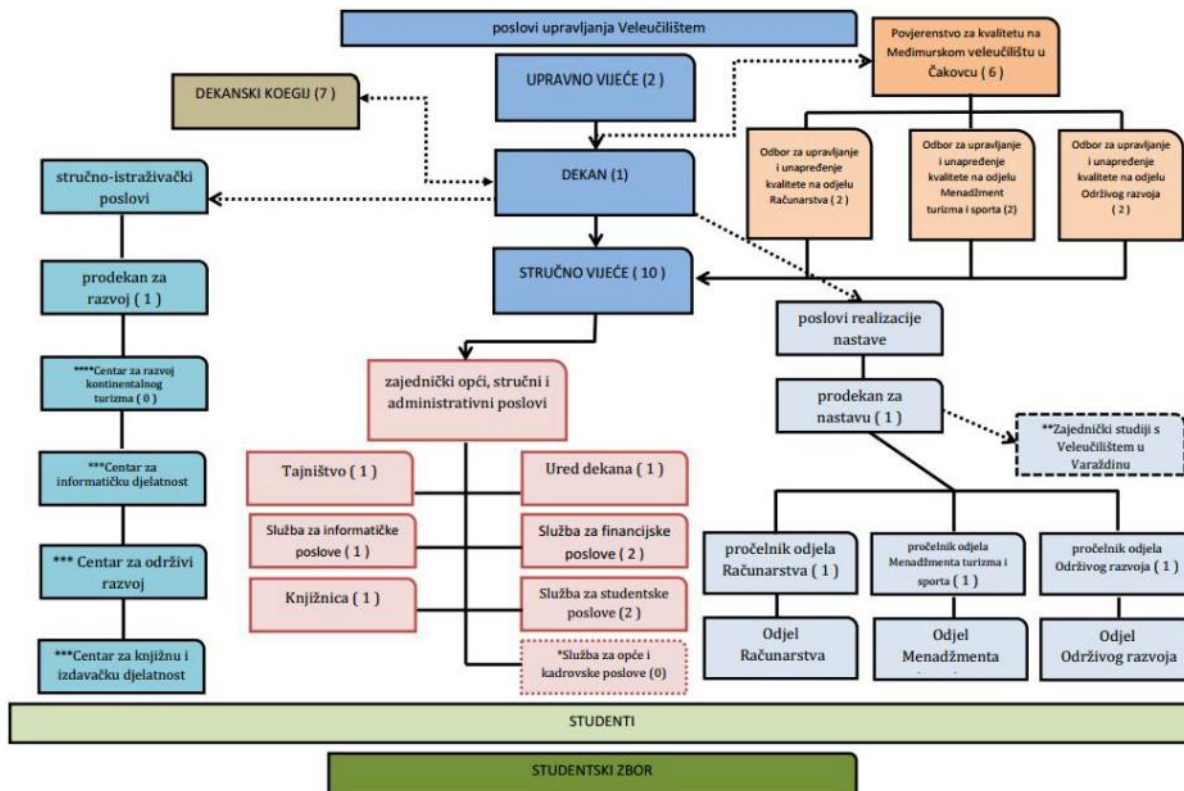 poslovi upravljanja Veleučilištem
Povjerenstvo za kvalitetu na
Međimurskom veleučilištu u
Čakovcu ( 6 )
DEKANSKI KOEGIJ (7 )
UPRAVNO VIJEĆE (2 )
stručno-istraživački
poslovi
DEKAN (1)
Odbor za upravljanje
i unapređenje
kvalitete na odjelu
Računarstva ( 2 )
Odbor za upravljanje
i unapređenje
kvalitete na odjelu
Menadžment
turizma i sporta (2)
Odbor za upravljanje
i unapređenje
kvalitete na odjelu
Održivog razvoja
( 2 )
prodekan za
razvoj ( 1 )
STRUČNO VIJEĆE ( 10 )
poslovi realizacije
nastave
****Centar za razvoj
kontinentalnog
turizma ( 0 )
zajednički opći, stručni i
administrativni poslovi
prodekan za
nastavu ( 1 )
**Zajednički studiji s
Veleučilištem u
Varaždinu
***Centar za
informatičku djelatnost
Tajništvo ( 1 )
Ured dekana ( 1 )
Služba za informatičke
poslove ( 1 )
Služba za financijske
poslove ( 2 )
pročelnik odjela
Računarstva ( 1 )
pročelnik odjela
Menadžmenta turizma i
sporta ( 1 )
pročelnik odjela
Održivog razvoja ( 1 )
*** Centar za održivi
razvoj
Knjižnica ( 1 )
Služba za studentske
poslove (2 )
Odjel
Računarstva
Odjel
Menadžmenta
Odjel
Održivog razvoja
***Centar za knjižnu i
izdavačku djelatnost
*Služba za opće i
kadrovske poslove (0)
STUDENTI
STUDENTSKI ZBOR